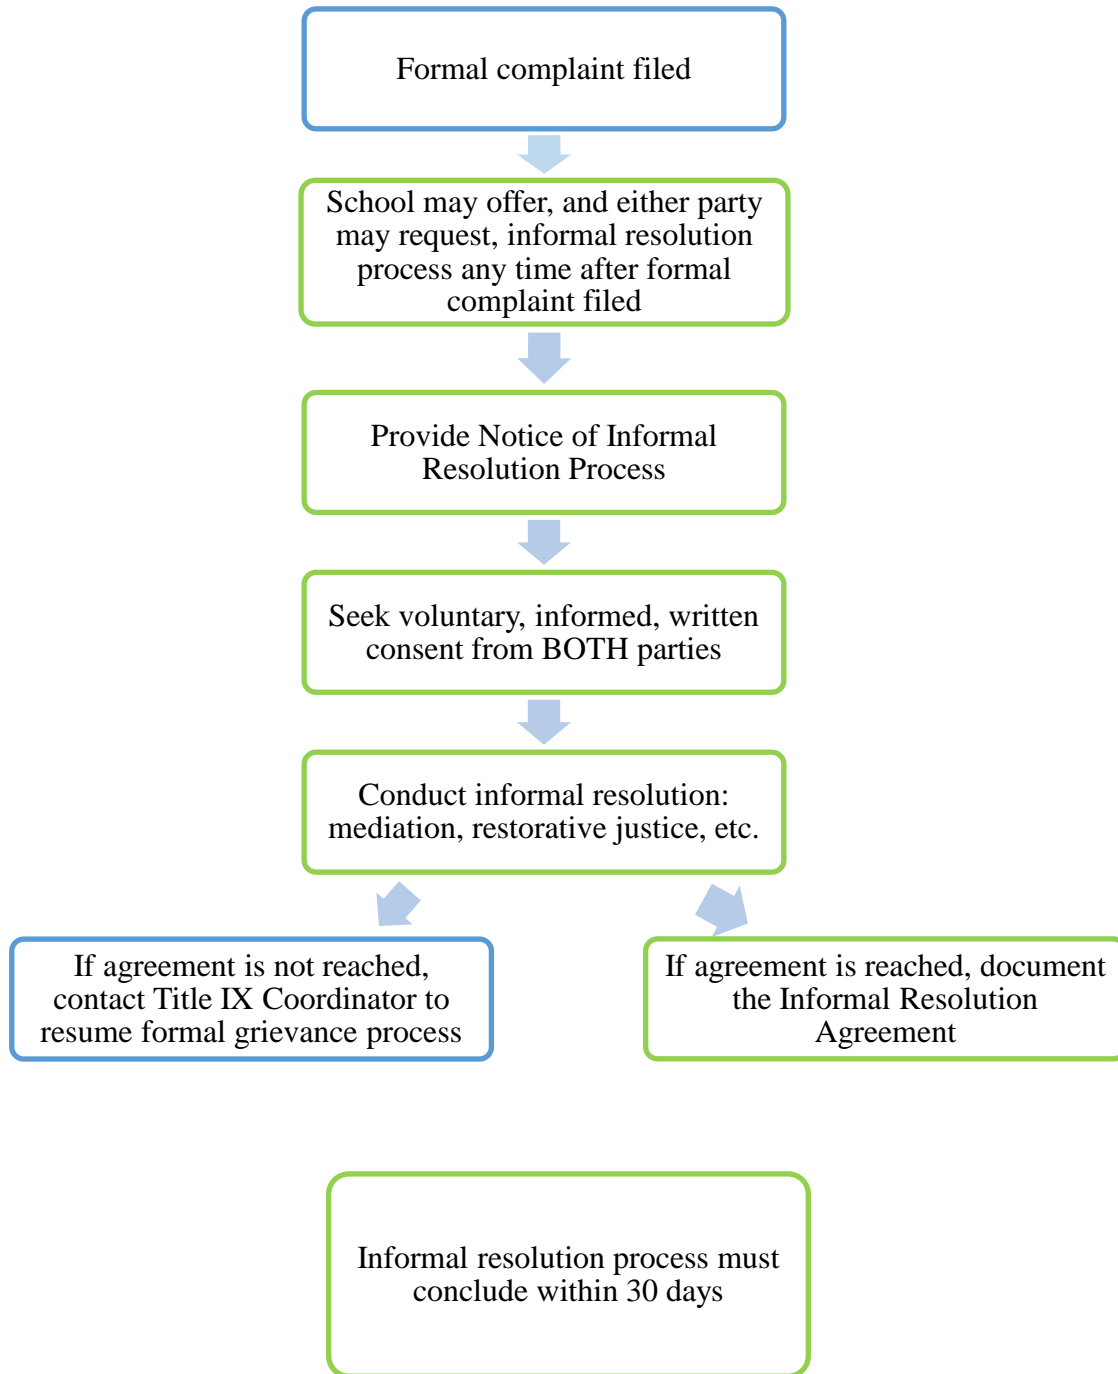 Formal complaint filed
School may offer, and either party
may request, informal resolution
process any time after formal
complaint filed
Provide Notice of Informal
Resolution Process
Seek voluntary, informed, written
consent from BOTH parties
Conduct informal resolution:
mediation, restorative justice, etc.
If agreement is not reached,
contact Title IX Coordinator to
resume formal grievance process
If agreement is reached, document
the Informal Resolution
Agreement
Informal resolution process must
conclude within 30 days